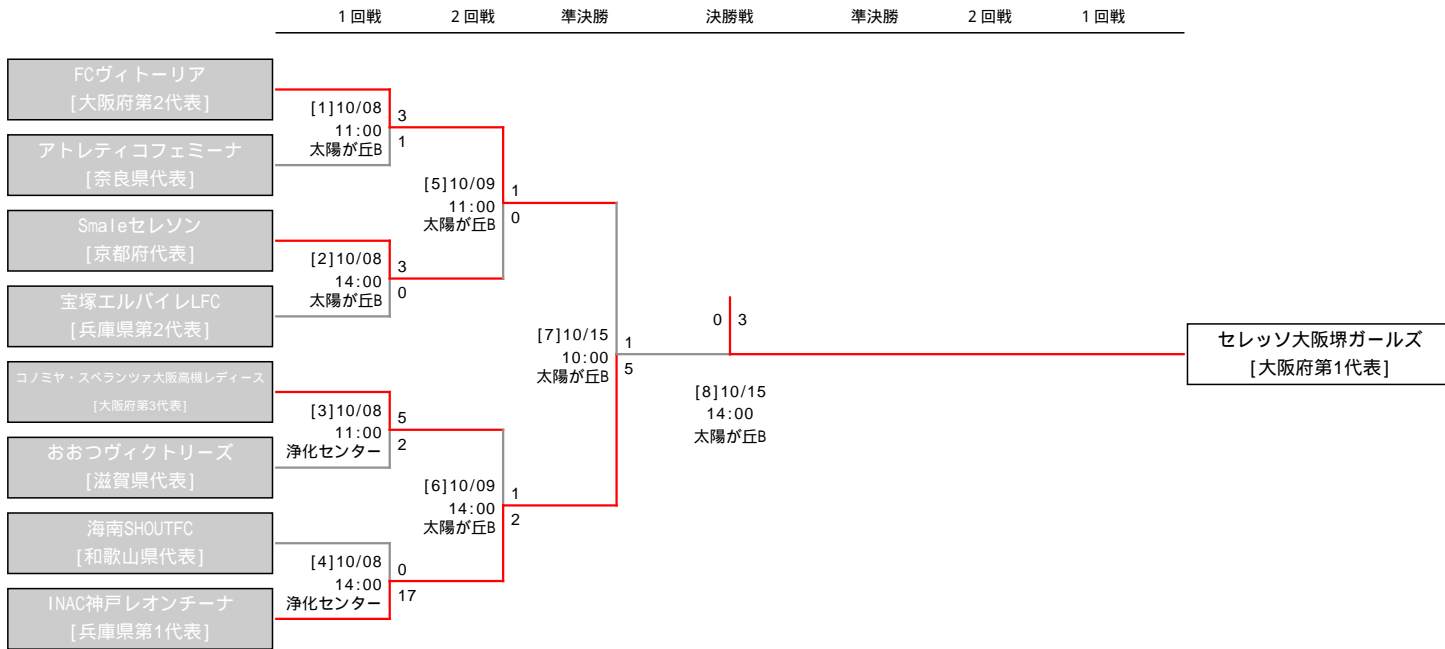 1回戦 2回戦 準決勝 決勝戦 準決勝 2回戦 1回戦
FCヴィトーリア
[大阪府第2代表]
アトレティコフェミーナ
[奈良県代表]
[1]10/08
11:00
太陽が丘B
3
1
Smaleセレソン
[京都府代表]
宝塚エルバイレLFC
[兵庫県第2代表]
[2]10/08
14:00
太陽が丘B
3
0
[5]10/09
11:00
太陽が丘B
1
0
コノミヤ・スペランツァ大阪高槻レディース
[大阪府第3代表]
おおつヴィクトリーズ
[滋賀県代表]
[3]10/08
11:00
浄化センター
5
2
海南SHOUTFC
[和歌山県代表]
INAC神戸レオンチーナ
[兵庫県第1代表]
[4]10/08
14:00
浄化センター
0
17
[6]10/09
14:00
太陽が丘B
1
2
[7]10/15
10:00
太陽が丘B
1
5
0 3
[8]10/15
14:00
太陽が丘B
セレッソ大阪堺ガールズ
[大阪府第1代表]